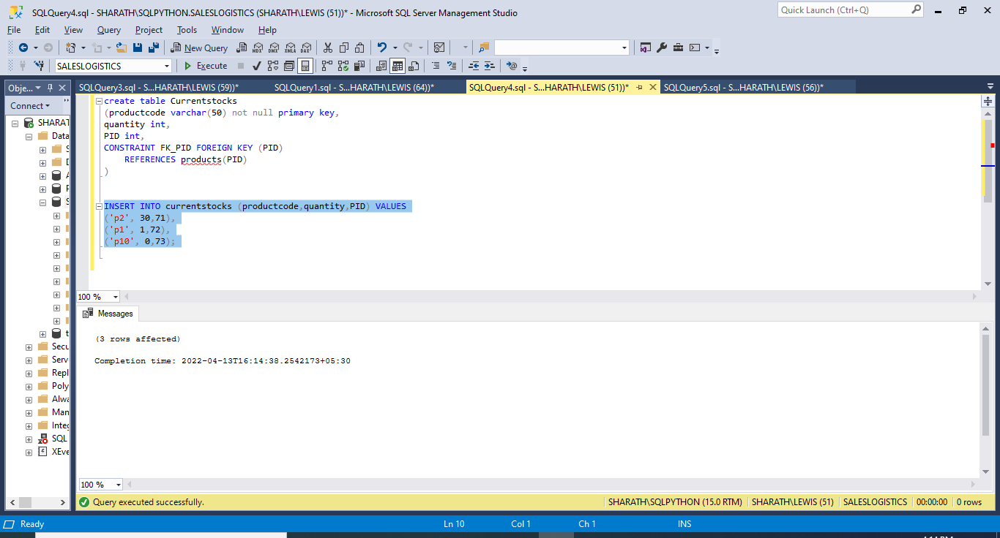 SQLQuery4.sql - SHARATH\SQLPYTHON.SALESLOGISTICS (SHARATH\LEWIS (51))* - Microsoft SQL Server Management Studio
Quick Launch (Ctrl+Q)
File Edit View Query Project Tools Window Help
New Query MDX DMX XMLA DAX
SALESLOGISTICS Execute
Obje...
SQLQuery3.sql - S...HARATH\LEWIS (59))* SQLQuery1.sql - S...HARATH\LEWIS (64))* SQLQuery4.sql - S...HARATH\LEWIS (51))* SQLQuery5.sql - S...HARATH\LEWIS (56))*
Connect
SHARAT
Data
S
D
A
S
t
Secu
Serv
Repl
Poly
Alwa
Man
Integ
SQL
XEve
create table Currentstocks
(productcode varchar(50) not null primary key,
quantity int,
PID int,
CONSTRAINT FK_PID FOREIGN KEY (PID)
REFERENCES products(PID)
)
INSERT INTO currentstocks (productcode,quantity,PID) VALUES
('p2', 30,71),
('p1', 1,72),
('p10', 0,73);
100 %
Messages
(3 rows affected)
Completion time: 2022-04-13T16:14:38.2542173+05:30
100 %
Query executed successfully. SHARATH\SQLPYTHON (15.0 RTM) SHARATH\LEWIS (51) SALESLOGISTICS 00:00:00 0 rows
Ready Ln 10 Col 1 Ch 1 INS